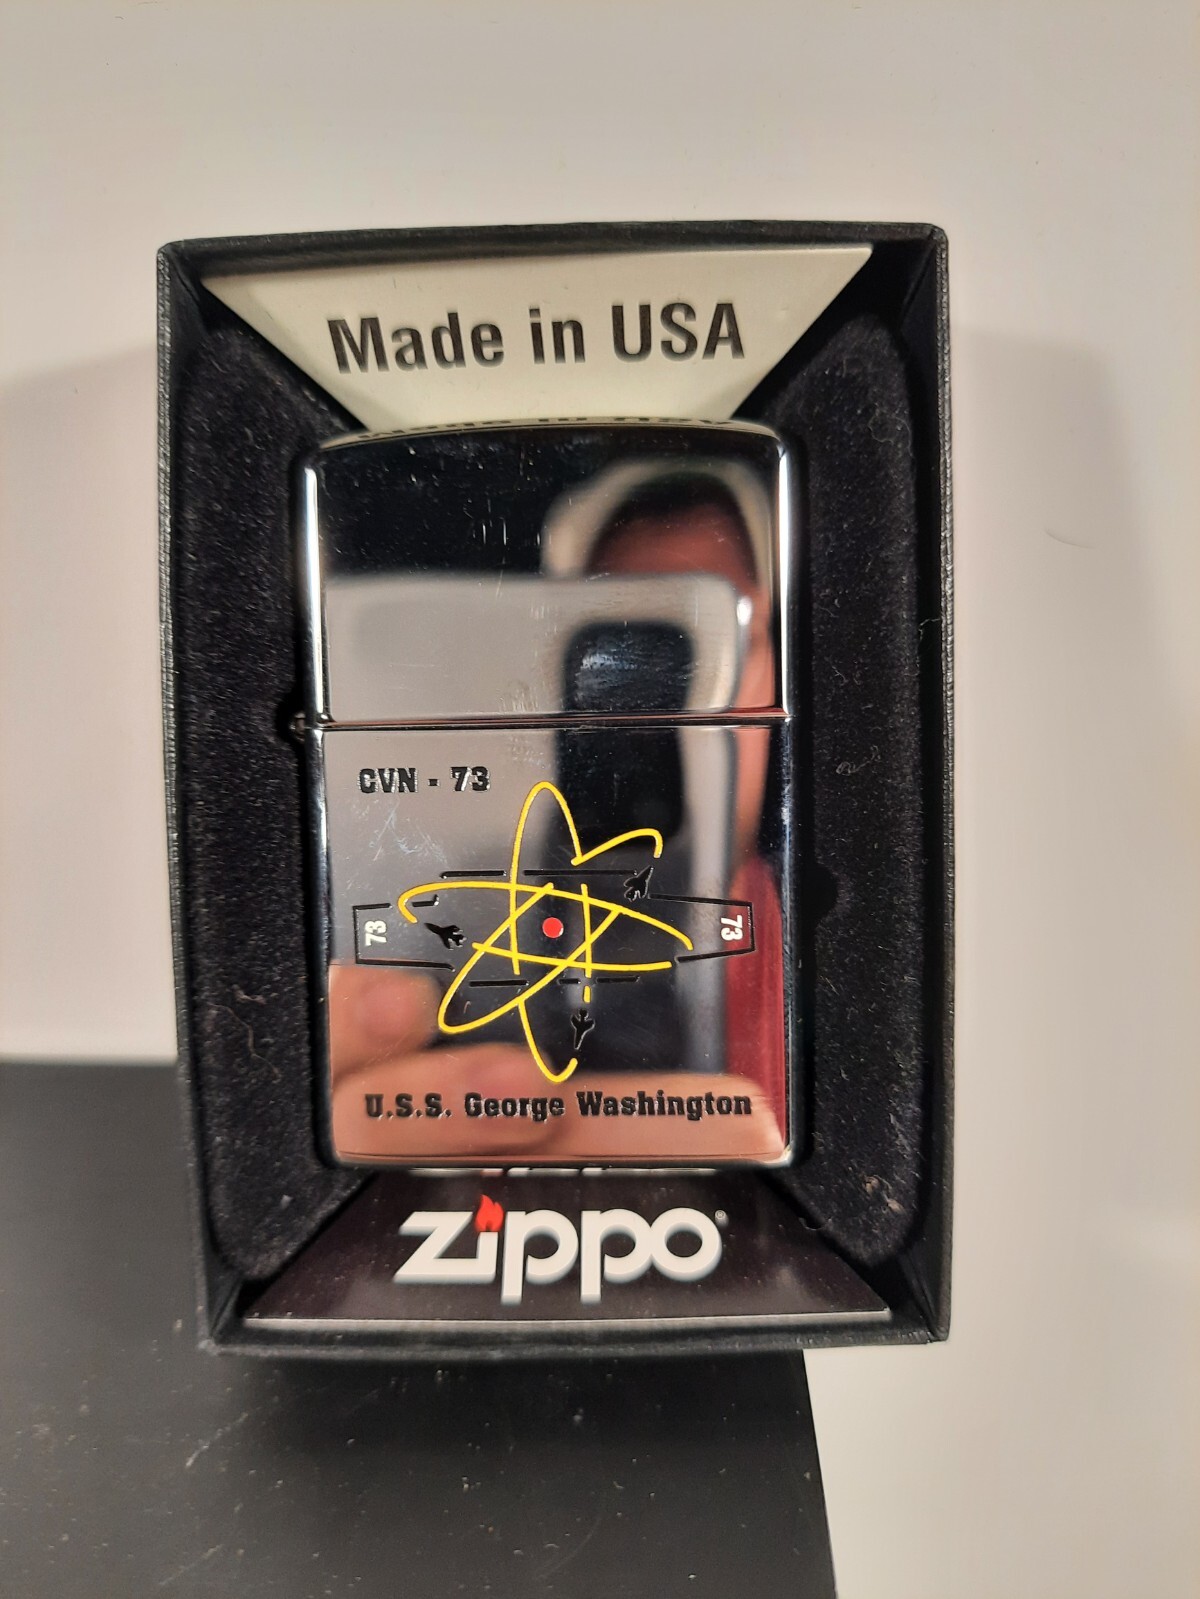 Made in USA
CVN - 73
73
73
U.S.S. George Washington
zippo®